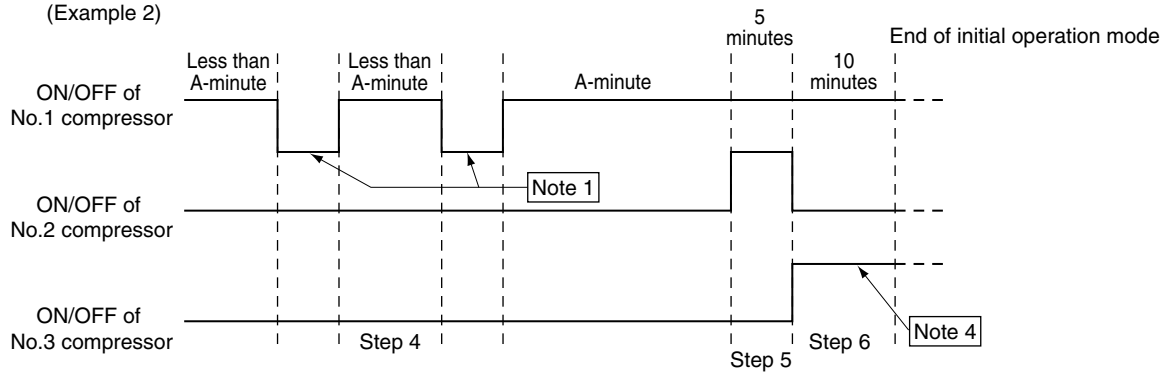 (Example 2)
5
minutes
End of initial operation mode
Less than
A-minute
Less than
A-minute
A-minute
10
minutes
ON/OFF of
No.1 compressor
Note 1
ON/OFF of
No.2 compressor
ON/OFF of
No.3 compressor
Step 4
Step 5
Step 6
Note 4